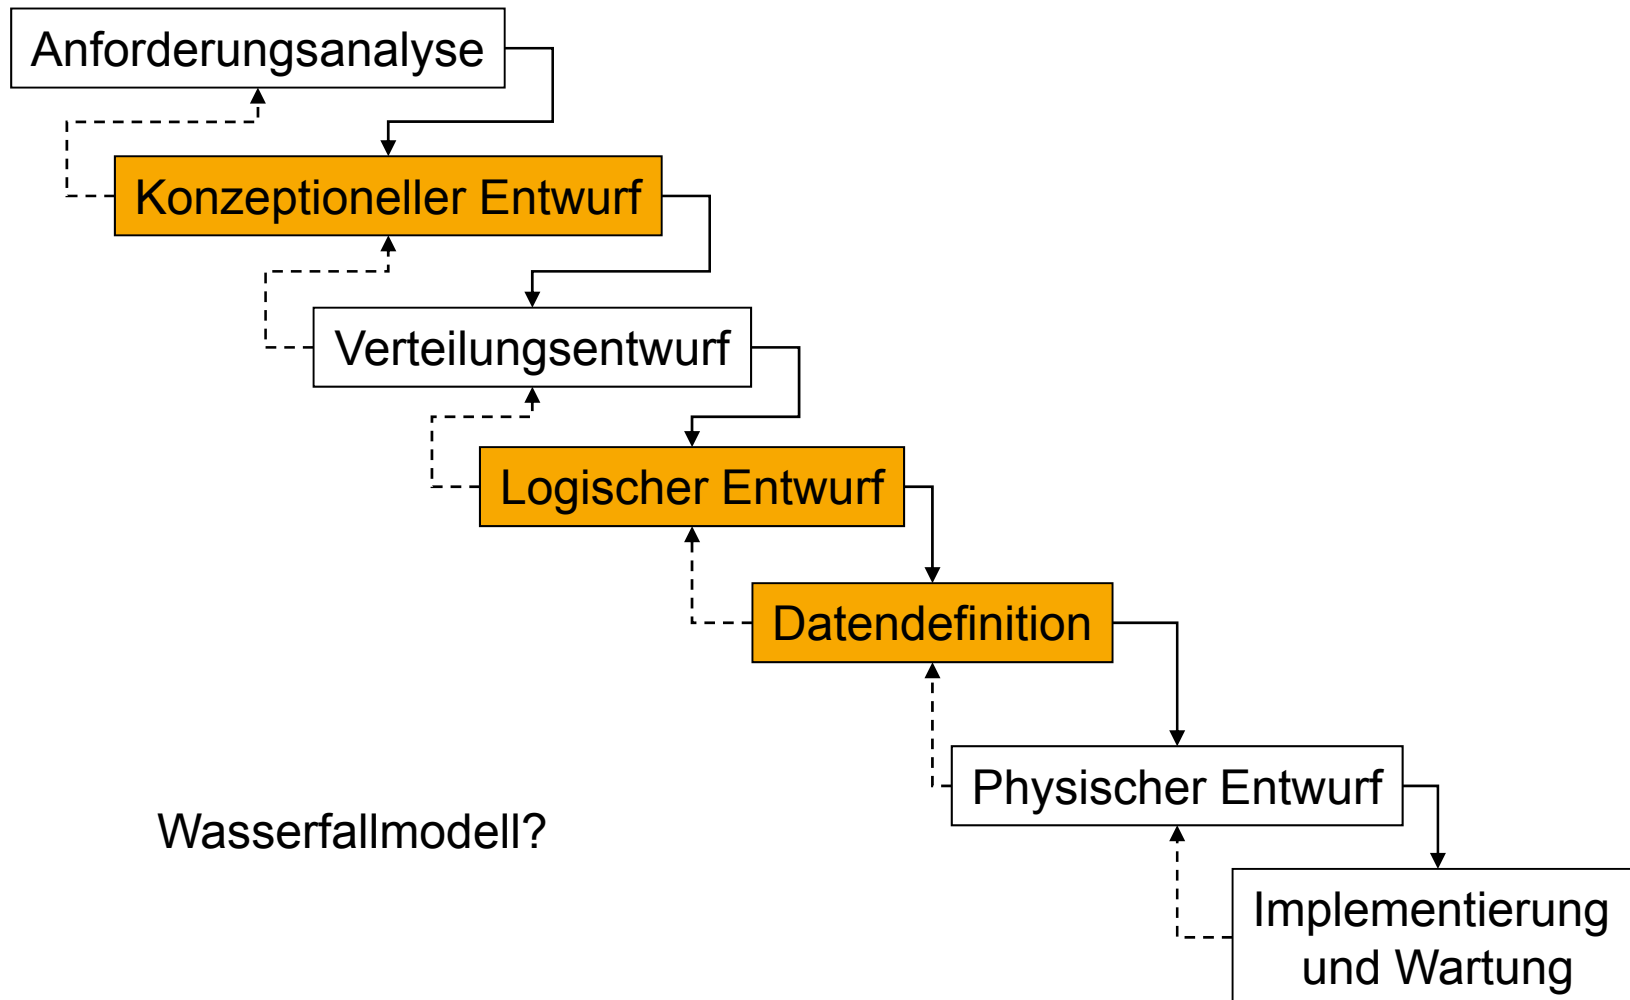 Anforderungsanalyse
Konzeptioneller Entwurf
Verteilungsentwurf
Logischer Entwurf
Datendefinition
Physischer Entwurf
Wasserfallmodell?
Implementierung
und Wartung